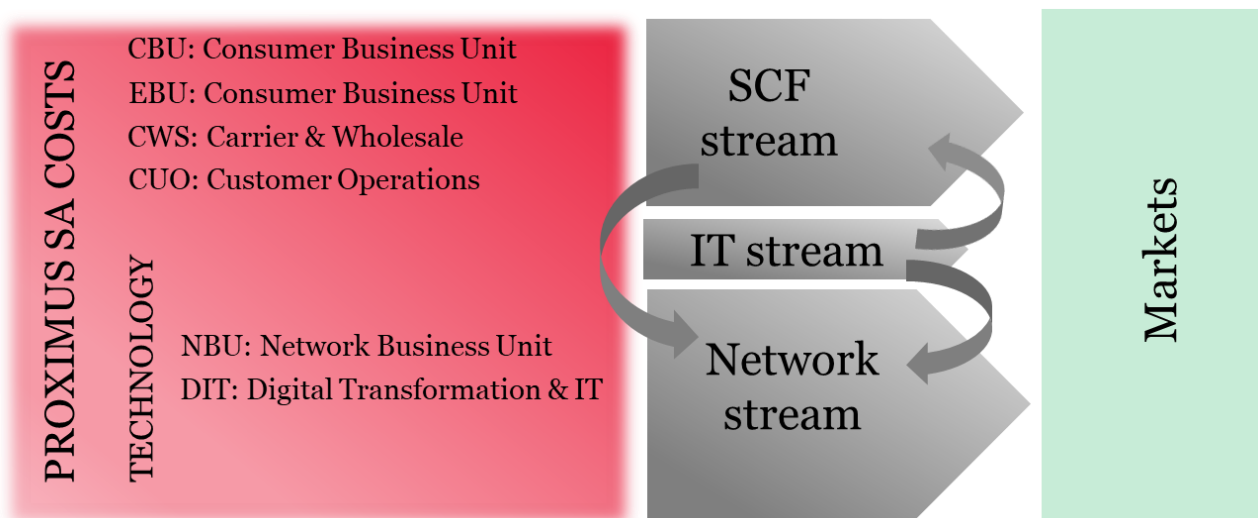 PROXIMUS SA COSTS
CBU: Consumer Business Unit
EBU: Consumer Business Unit
CWS: Carrier & Wholesale
CUO: Customer Operations
TECHNOLOGY
NBU: Network Business Unit
DIT: Digital Transformation & IT
SCF
stream
IT stream
Network
stream
Markets